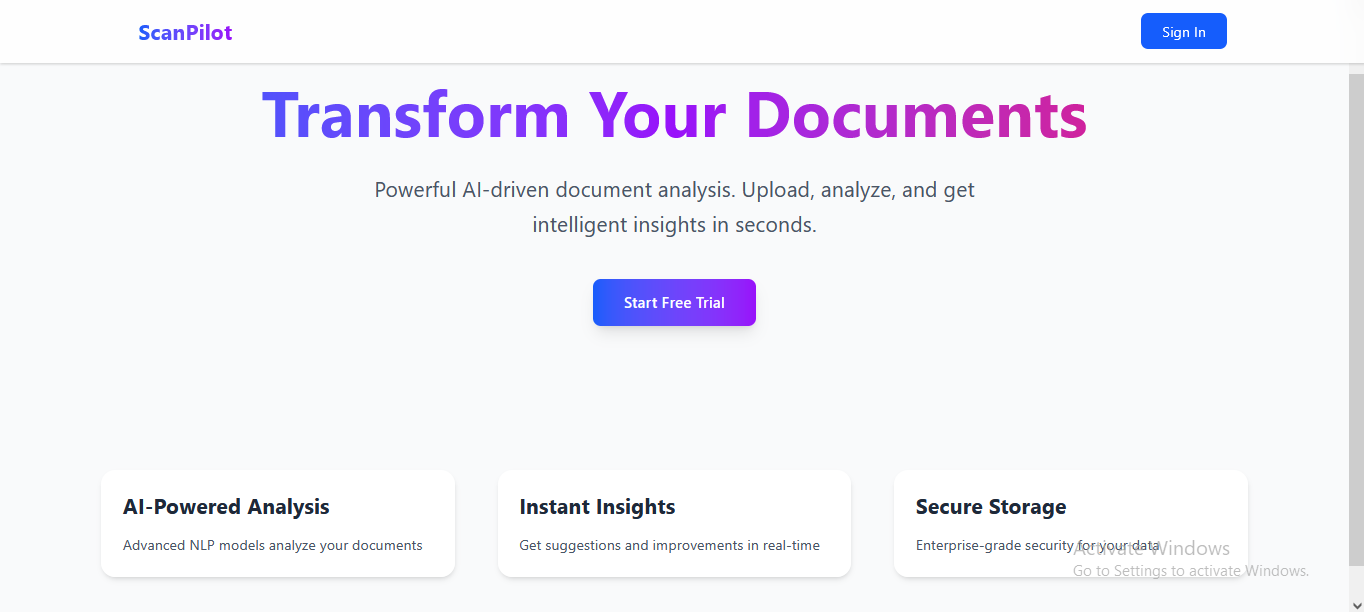 ScanPilot
Sign In
Transform Your Documents
Powerful AI-driven document analysis. Upload, analyze, and get
intelligent insights in seconds.
Start Free Trial
AI-Powered Analysis
Advanced NLP models analyze your documents
Instant Insights
Get suggestions and improvements in real-time
Secure Storage
Enterprise-grade security for your data
Activate Windows
Go to Settings to activate Windows.